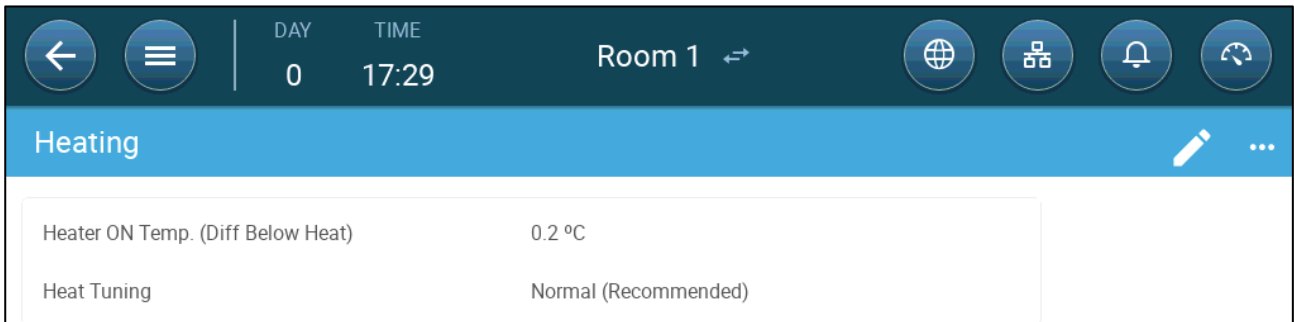 DAY TIME
0 17:29
Room 1
Heating
Heater ON Temp. (Diff Below Heat) 0.2 ºC
Heat Tuning Normal (Recommended)